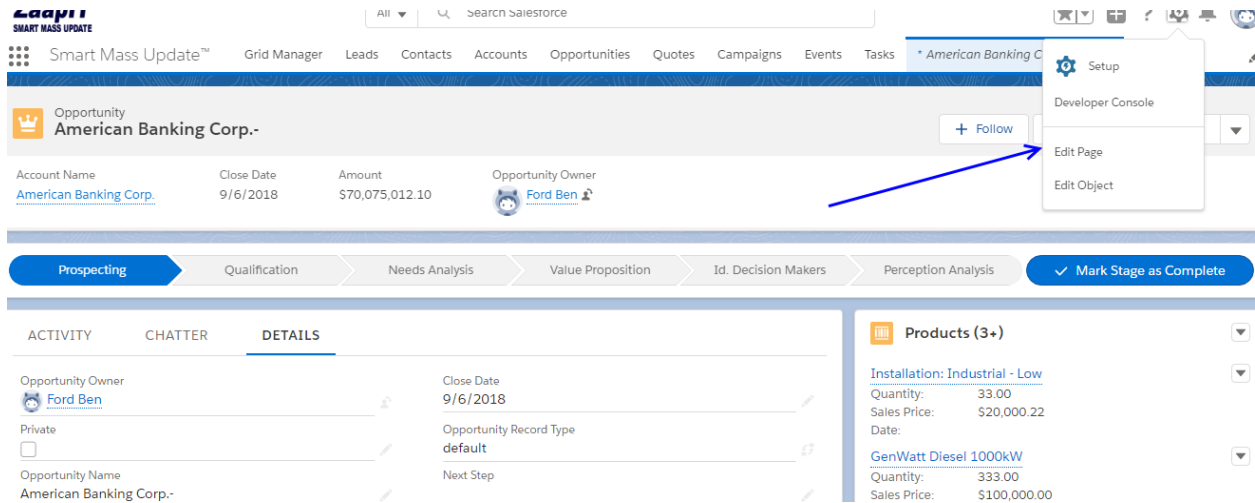 Zaapit
SMART MASS UPDATE
All
Search Salesforce
Smart Mass Update™ Grid Manager Leads Contacts Accounts Opportunities Quotes Campaigns Events Tasks * American Banking C
Setup
Developer Console
Edit Page
Edit Object
Opportunity
American Banking Corp.-
+ Follow
Account Name Close Date Amount Opportunity Owner
American Banking Corp. 9/6/2018 $70,075,012.10 Ford Ben
Prospecting Qualification Needs Analysis Value Proposition Id. Decision Makers Perception Analysis ✓ Mark Stage as Complete
ACTIVITY CHATTER DETAILS
Opportunity Owner Close Date
Ford Ben 9/6/2018
Private Opportunity Record Type
default
Opportunity Name Next Step
American Banking Corp.-
Products (3+)
Installation: Industrial - Low
Quantity: 33.00
Sales Price: $20,000.22
Date:
GenWatt Diesel 1000kW
Quantity: 333.00
Sales Price: $100,000.00